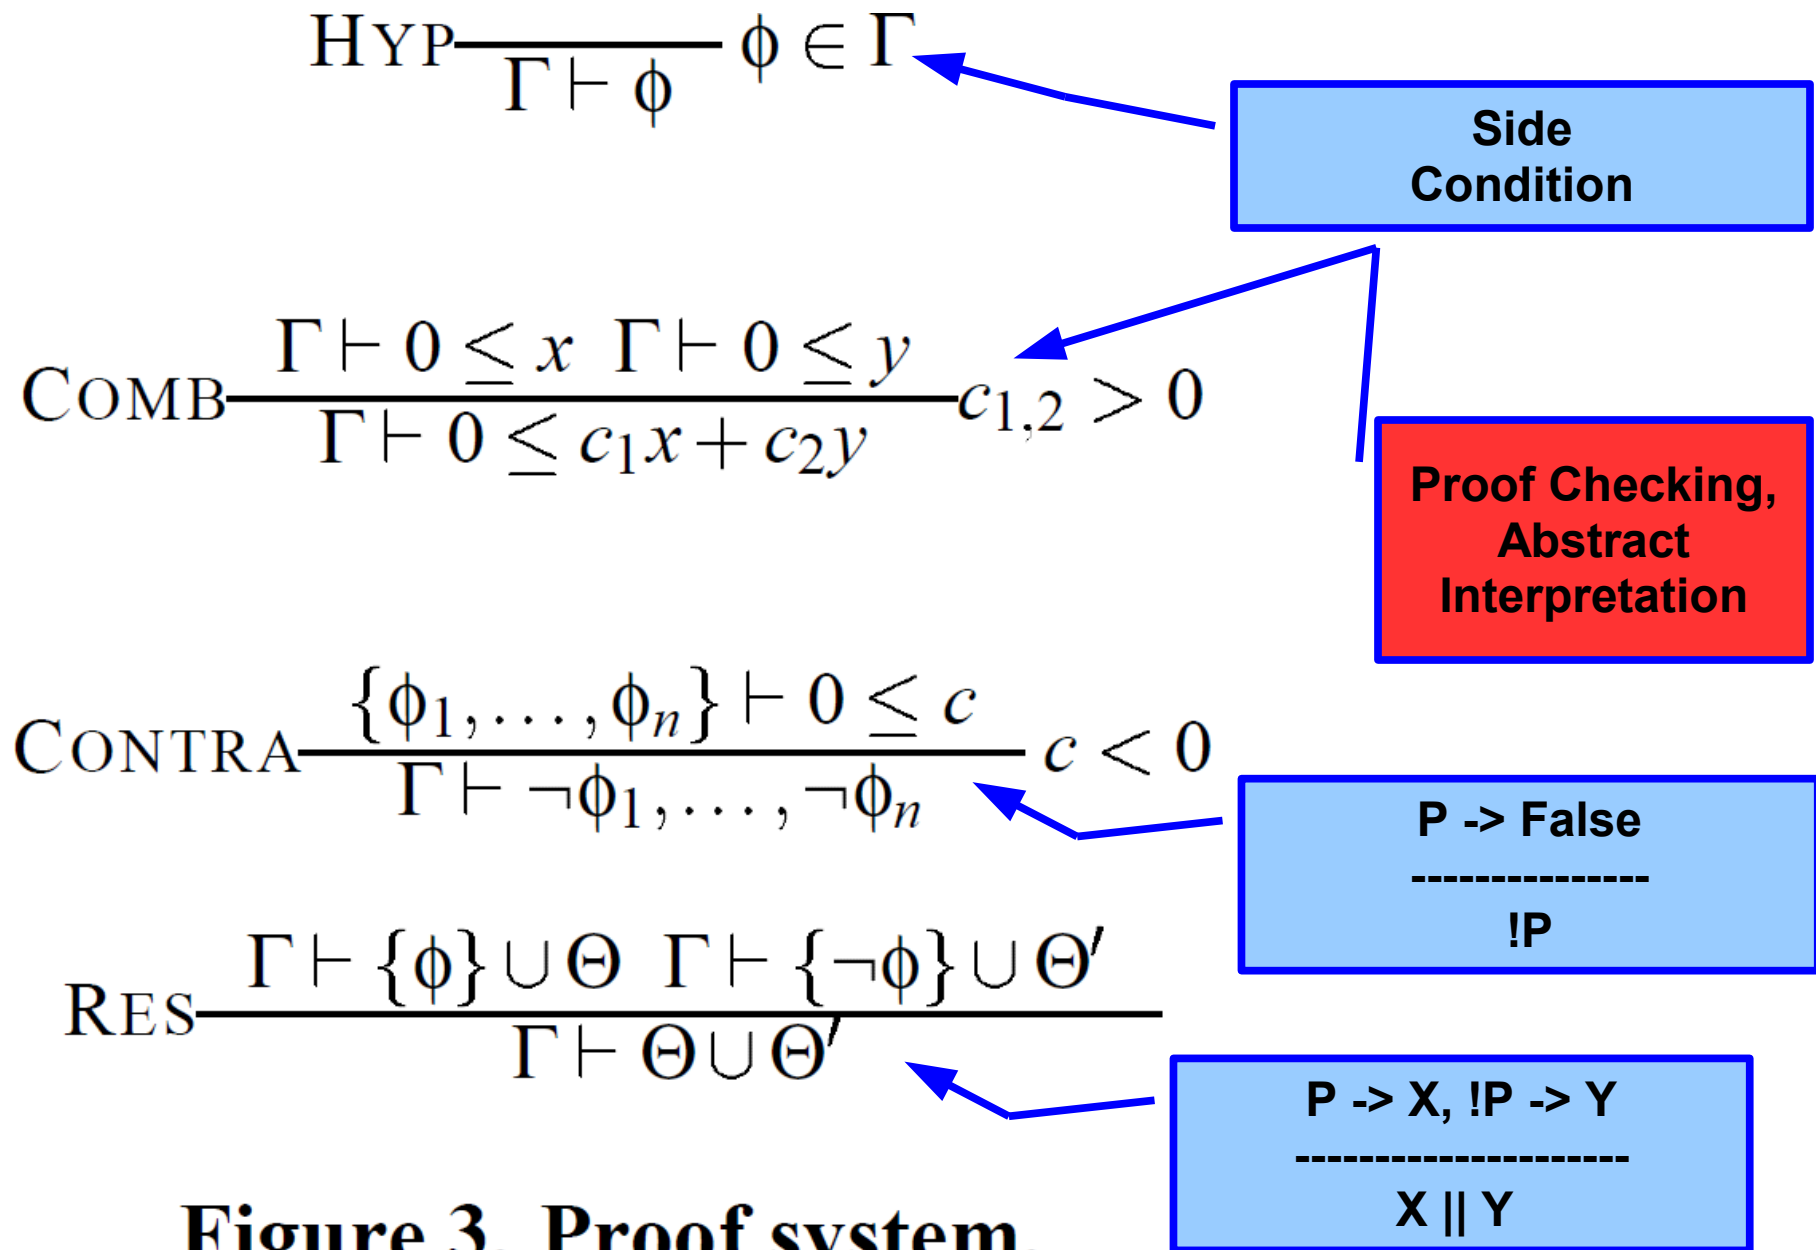 HYP Γ ⊢ ϕ ϕ ∈ Γ
Side
Condition
Γ ⊢ 0 ≤ x Γ ⊢ 0 ≤ y
COMB c₁,₂ > 0
Γ ⊢ 0 ≤ c₁x + c₂y
Proof Checking,
Abstract
Interpretation
{ϕ₁, . . . , ϕₙ} ⊢ 0 ≤ c
CONTRA c < 0
Γ ⊢ ¬ϕ₁, . . . , ¬ϕₙ
P -> False
---------------
!P
Γ ⊢ {ϕ} ∪ Θ Γ ⊢ {¬ϕ} ∪ Θ′
RES
Γ ⊢ Θ ∪ Θ′
P -> X, !P -> Y
---------------------
X || Y
Figure 3. Proof system.